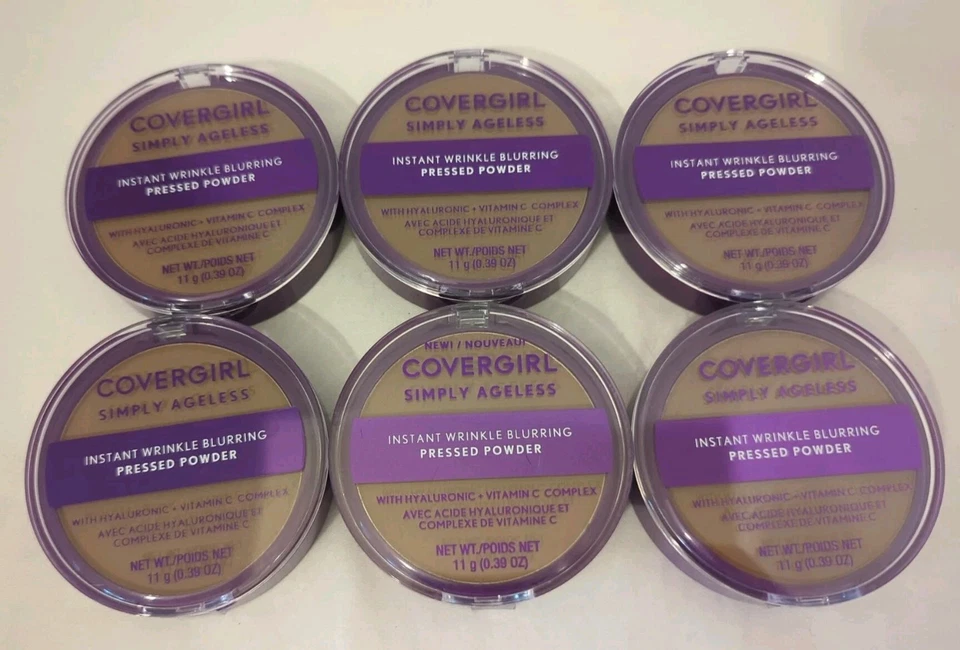 COVERGIRL
SIMPLY AGELESS
INSTANT WRINKLE BLURRING
PRESSED POWDER
WITH HYALURONIC + VITAMIN C COMPLEX
AVEC ACIDE HYALURONIQUE ET
COMPLEXE DE VITAMINE C
NET WT./POIDS NET
11 g (0.39 OZ)
COVERGIRL
SIMPLY AGELESS
INSTANT WRINKLE BLURRING
PRESSED POWDER
WITH HYALURONIC + VITAMIN C COMPLEX
AVEC ACIDE HYALURONIQUE ET
COMPLEXE DE VITAMINE C
NET WT./POIDS NET
11 g (0.39 OZ)
COVERGIRL
SIMPLY AGELESS
INSTANT WRINKLE BLURRING
PRESSED POWDER
WITH HYALURONIC + VITAMIN C COMPLEX
AVEC ACIDE HYALURONIQUE ET
COMPLEXE DE VITAMINE C
NET WT./POIDS NET
11 g (0.39 OZ)
COVERGIRL
SIMPLY AGELESS
INSTANT WRINKLE BLURRING
PRESSED POWDER
WITH HYALURONIC + VITAMIN C COMPLEX
AVEC ACIDE HYALURONIQUE ET
COMPLEXE DE VITAMINE C
NET WT./POIDS NET
11 g (0.39 OZ)
NEW! / NOUVEAU!
COVERGIRL
SIMPLY AGELESS
INSTANT WRINKLE BLURRING
PRESSED POWDER
WITH HYALURONIC + VITAMIN C COMPLEX
AVEC ACIDE HYALURONIQUE ET
COMPLEXE DE VITAMINE C
NET WT./POIDS NET
11 g (0.39 OZ)
COVERGIRL
SIMPLY AGELESS
INSTANT WRINKLE BLURRING
PRESSED POWDER
WITH HYALURONIC + VITAMIN C COMPLEX
AVEC ACIDE HYALURONIQUE ET
COMPLEXE DE VITAMINE C
NET WT./POIDS NET
11 g (0.39 OZ)